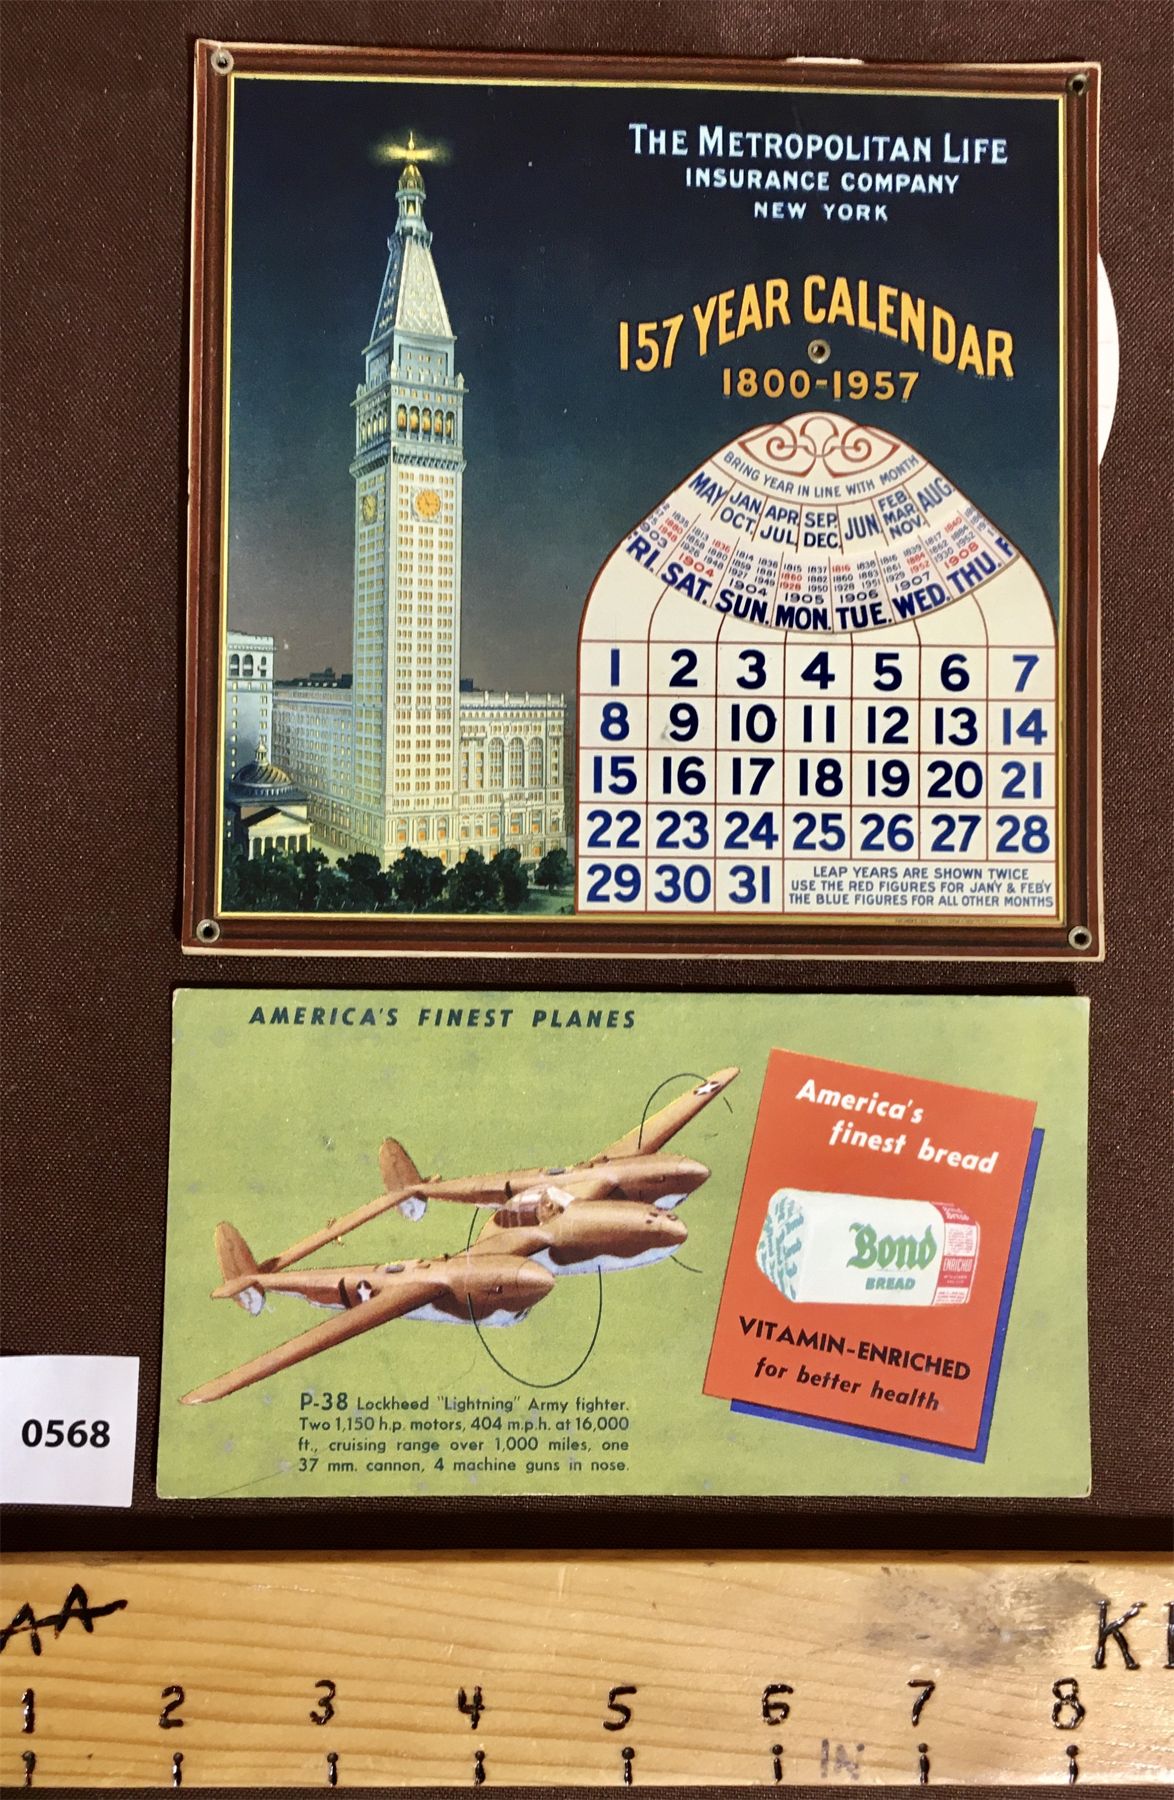 THE METROPOLITAN LIFE
INSURANCE COMPANY
NEW YORK
157 YEAR CALENDAR
1800-1957
BRING YEAR IN LINE WITH MONTH
MAY JAN. OCT. APR. JUL. SEP. DEC. JUN. FEB. MAR. NOV. AUG.
1903 1904 1904 1905 1906 1907 1908
FRI. SAT. SUN. MON. TUE. WED. THU. F
1 2 3 4 5 6 7
8 9 10 11 12 13 14
15 16 17 18 19 20 21
22 23 24 25 26 27 28
29 30 31
LEAP YEARS ARE SHOWN TWICE
USE THE RED FIGURES FOR JAN'Y & FEB'Y
THE BLUE FIGURES FOR ALL OTHER MONTHS
AMERICA'S FINEST PLANES
America's
finest bread
Bond
BREAD
ENRICHED
VITAMIN-ENRICHED
for better health
P-38 Lockheed "Lightning" Army fighter.
Two 1,150 h.p. motors, 404 m.p.h. at 16,000
ft., cruising range over 1,000 miles, one
37 mm. cannon, 4 machine guns in nose.
0568
AA
1 2 3 4 5 6 7 8
IN